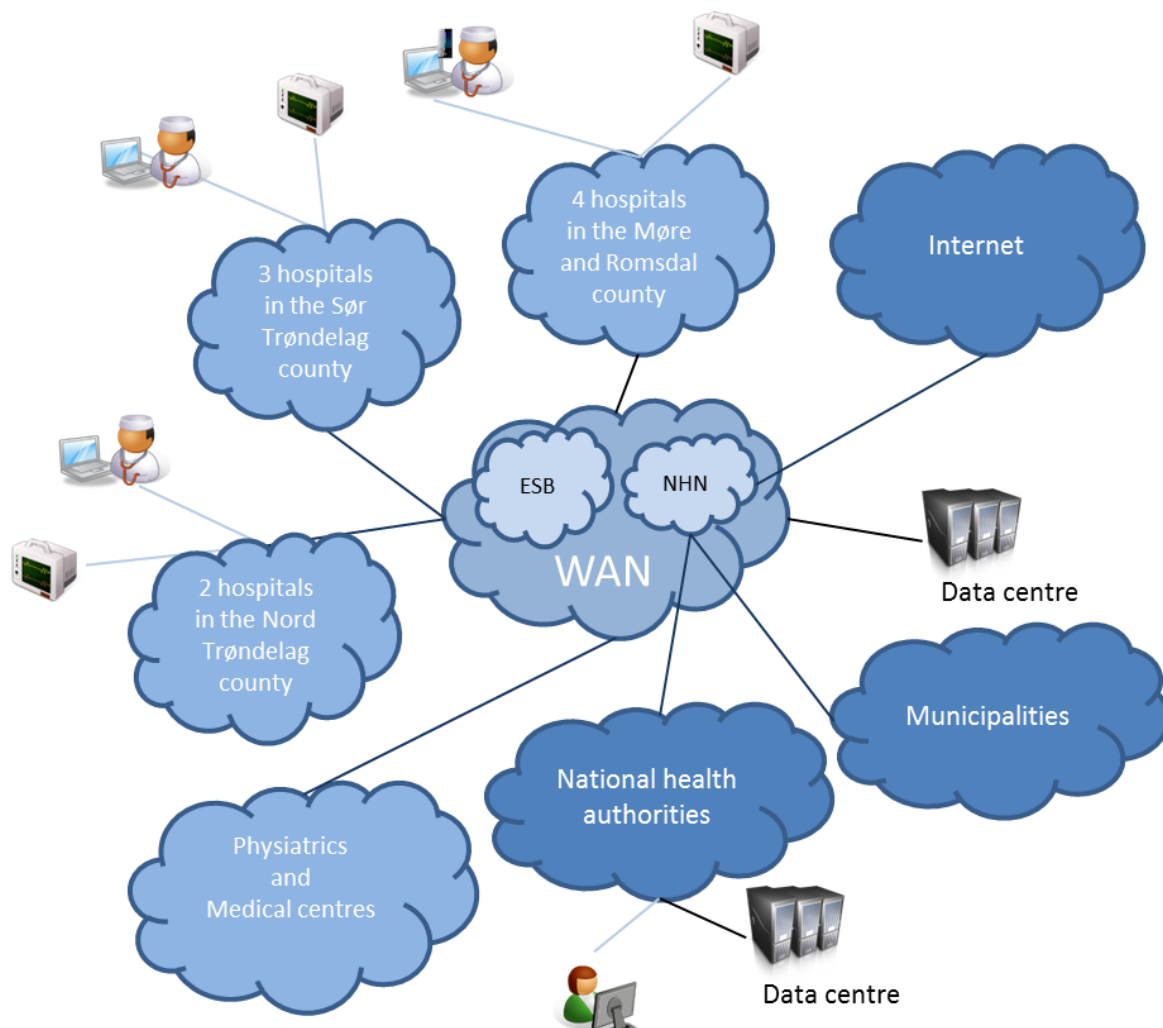 4 hospitals
in the Møre
and Romsdal
county
Internet
3 hospitals
in the Sør
Trøndelag
county
ESB
NHN
WAN
Data centre
2 hospitals
in the Nord
Trøndelag
county
Municipalities
National health
authorities
Physiatrics
and
Medical centres
Data centre